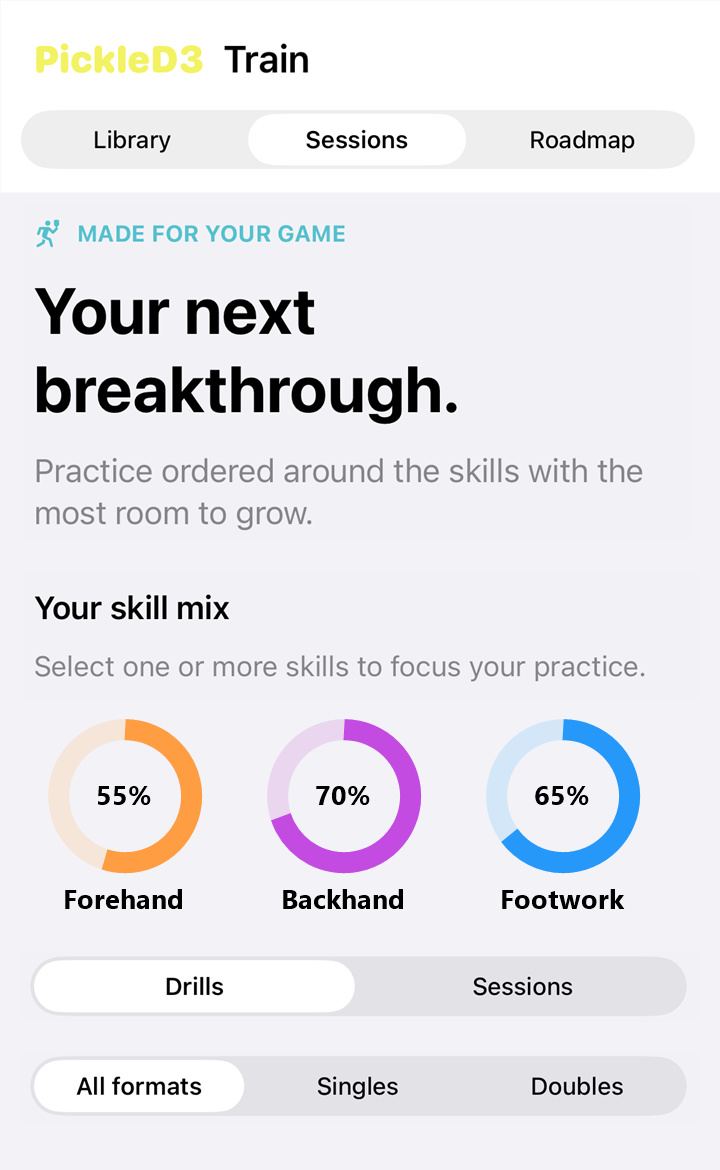 PickleD3 Train
Library Sessions Roadmap
MADE FOR YOUR GAME
Your next
breakthrough.
Practice ordered around the skills with the
most room to grow.
Your skill mix
Select one or more skills to focus your practice.
55% 70% 65%
Forehand Backhand Footwork
Drills Sessions
All formats Singles Doubles